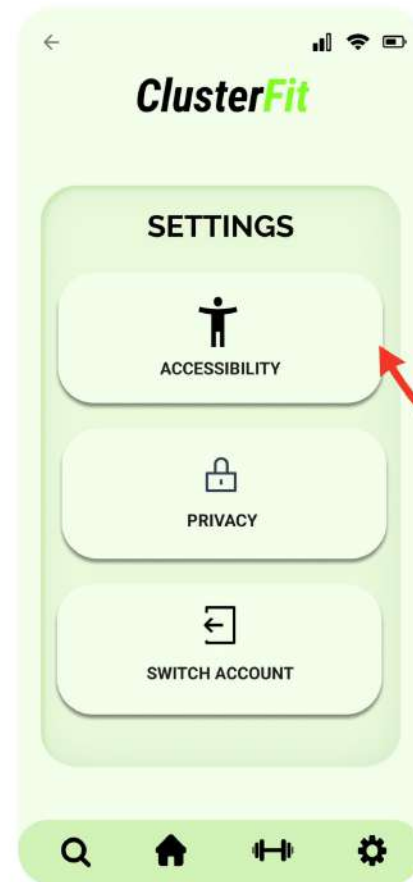 ClusterFit
SETTINGS
ACCESSIBILITY
PRIVACY
SWITCH ACCOUNT